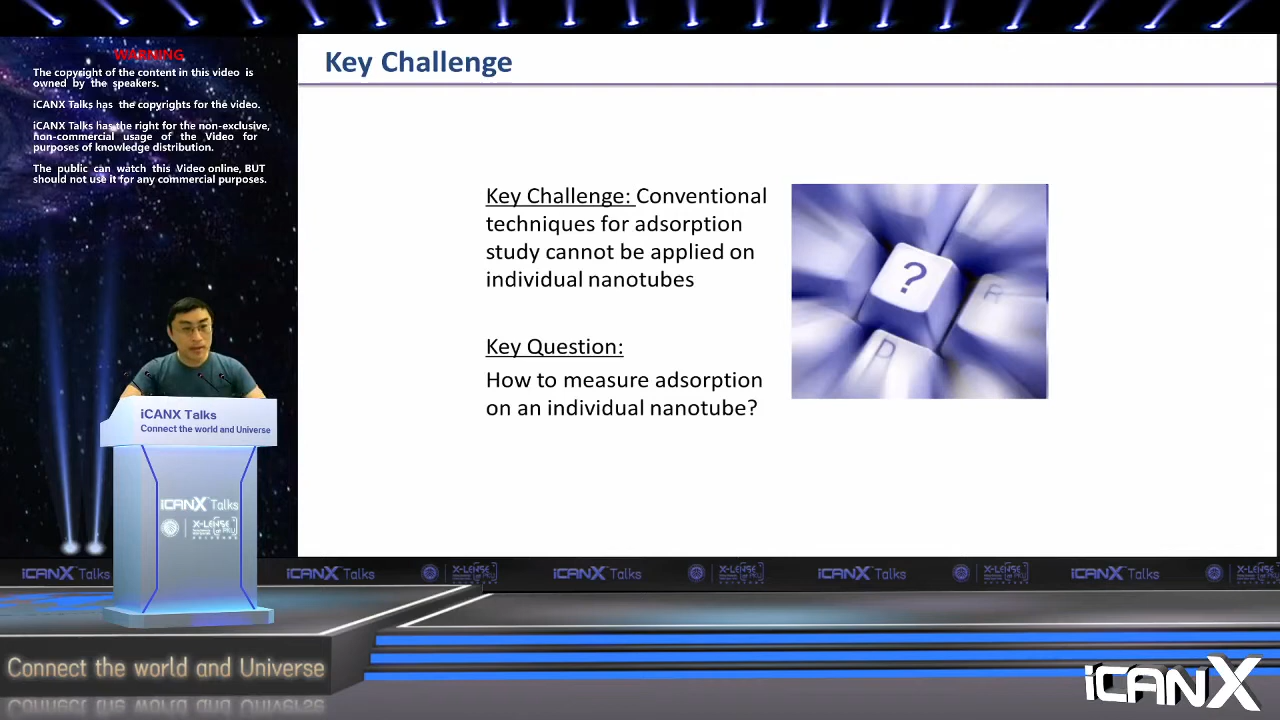 WARNING
The copyright of the content in this video is
owned by the speakers.
iCANX Talks has the copyrights for the video.
iCANX Talks has the right for the non-exclusive,
non-commercial usage of the Video for
purposes of knowledge distribution.
The public can watch this Video online, BUT
should not use it for any commercial purposes.
Key Challenge
Key Challenge: Conventional
techniques for adsorption
study cannot be applied on
individual nanotubes
Key Question:
How to measure adsorption
on an individual nanotube?
?
R
P
iCANX Talks
Connect the world and Universe
iCANX Talks
X-LENSE
iCANX Talks
iCANX Talks
iCANX Talks
iCANX Talks
iCANX Talks
Connect the world and Universe
iCANX